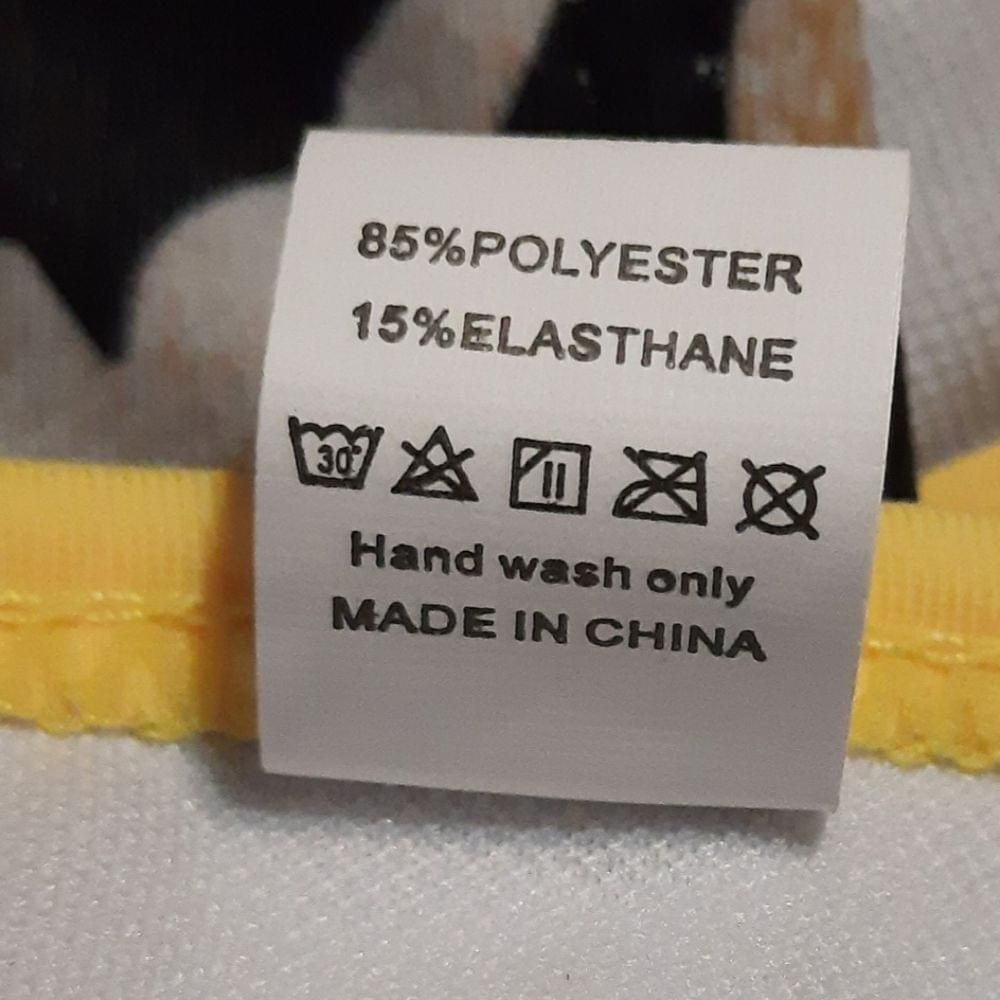 85%POLYESTER
15%ELASTHANE
30°
Hand wash only
MADE IN CHINA